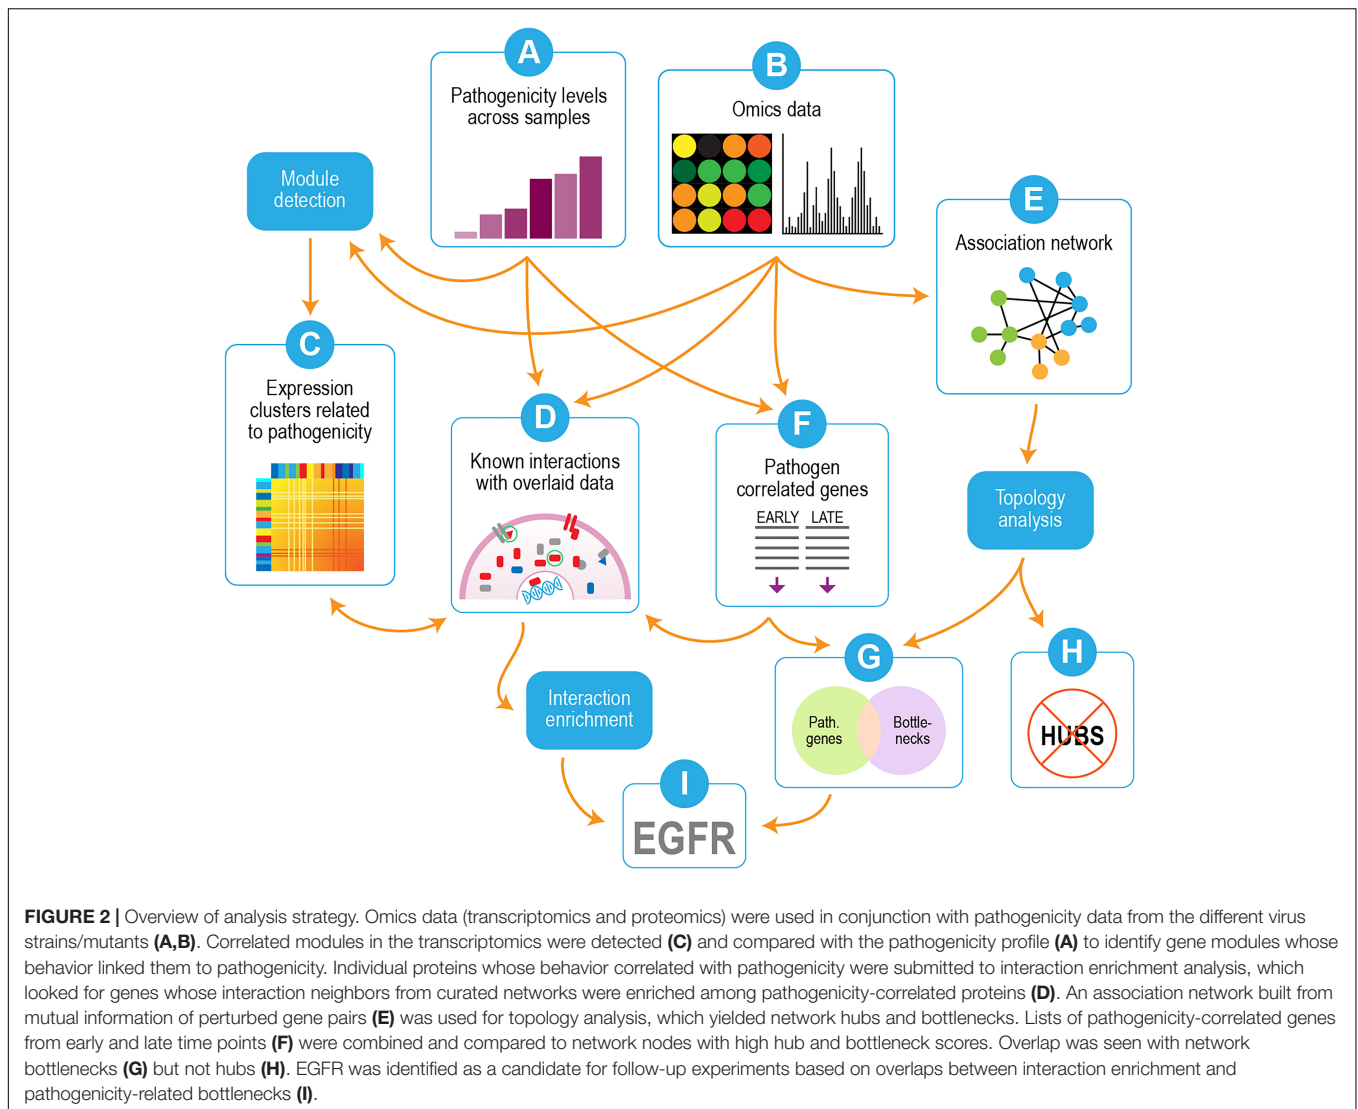 A
Pathogenicity levels
across samples
B
Omics data
Module
detection
E
Association network
C
Expression
clusters related
to pathogenicity
D
Known interactions
with overlaid data
F
Pathogen
correlated genes
EARLY LATE
Topology
analysis
G
Path.
genes
Bottle-
necks
H
HUBS
Interaction
enrichment
I
EGFR
FIGURE 2 | Overview of analysis strategy. Omics data (transcriptomics and proteomics) were used in conjunction with pathogenicity data from the different virus
strains/mutants (A,B). Correlated modules in the transcriptomics were detected (C) and compared with the pathogenicity profile (A) to identify gene modules whose
behavior linked them to pathogenicity. Individual proteins whose behavior correlated with pathogenicity were submitted to interaction enrichment analysis, which
looked for genes whose interaction neighbors from curated networks were enriched among pathogenicity-correlated proteins (D). An association network built from
mutual information of perturbed gene pairs (E) was used for topology analysis, which yielded network hubs and bottlenecks. Lists of pathogenicity-correlated genes
from early and late time points (F) were combined and compared to network nodes with high hub and bottleneck scores. Overlap was seen with network
bottlenecks (G) but not hubs (H). EGFR was identified as a candidate for follow-up experiments based on overlaps between interaction enrichment and
pathogenicity-related bottlenecks (I).